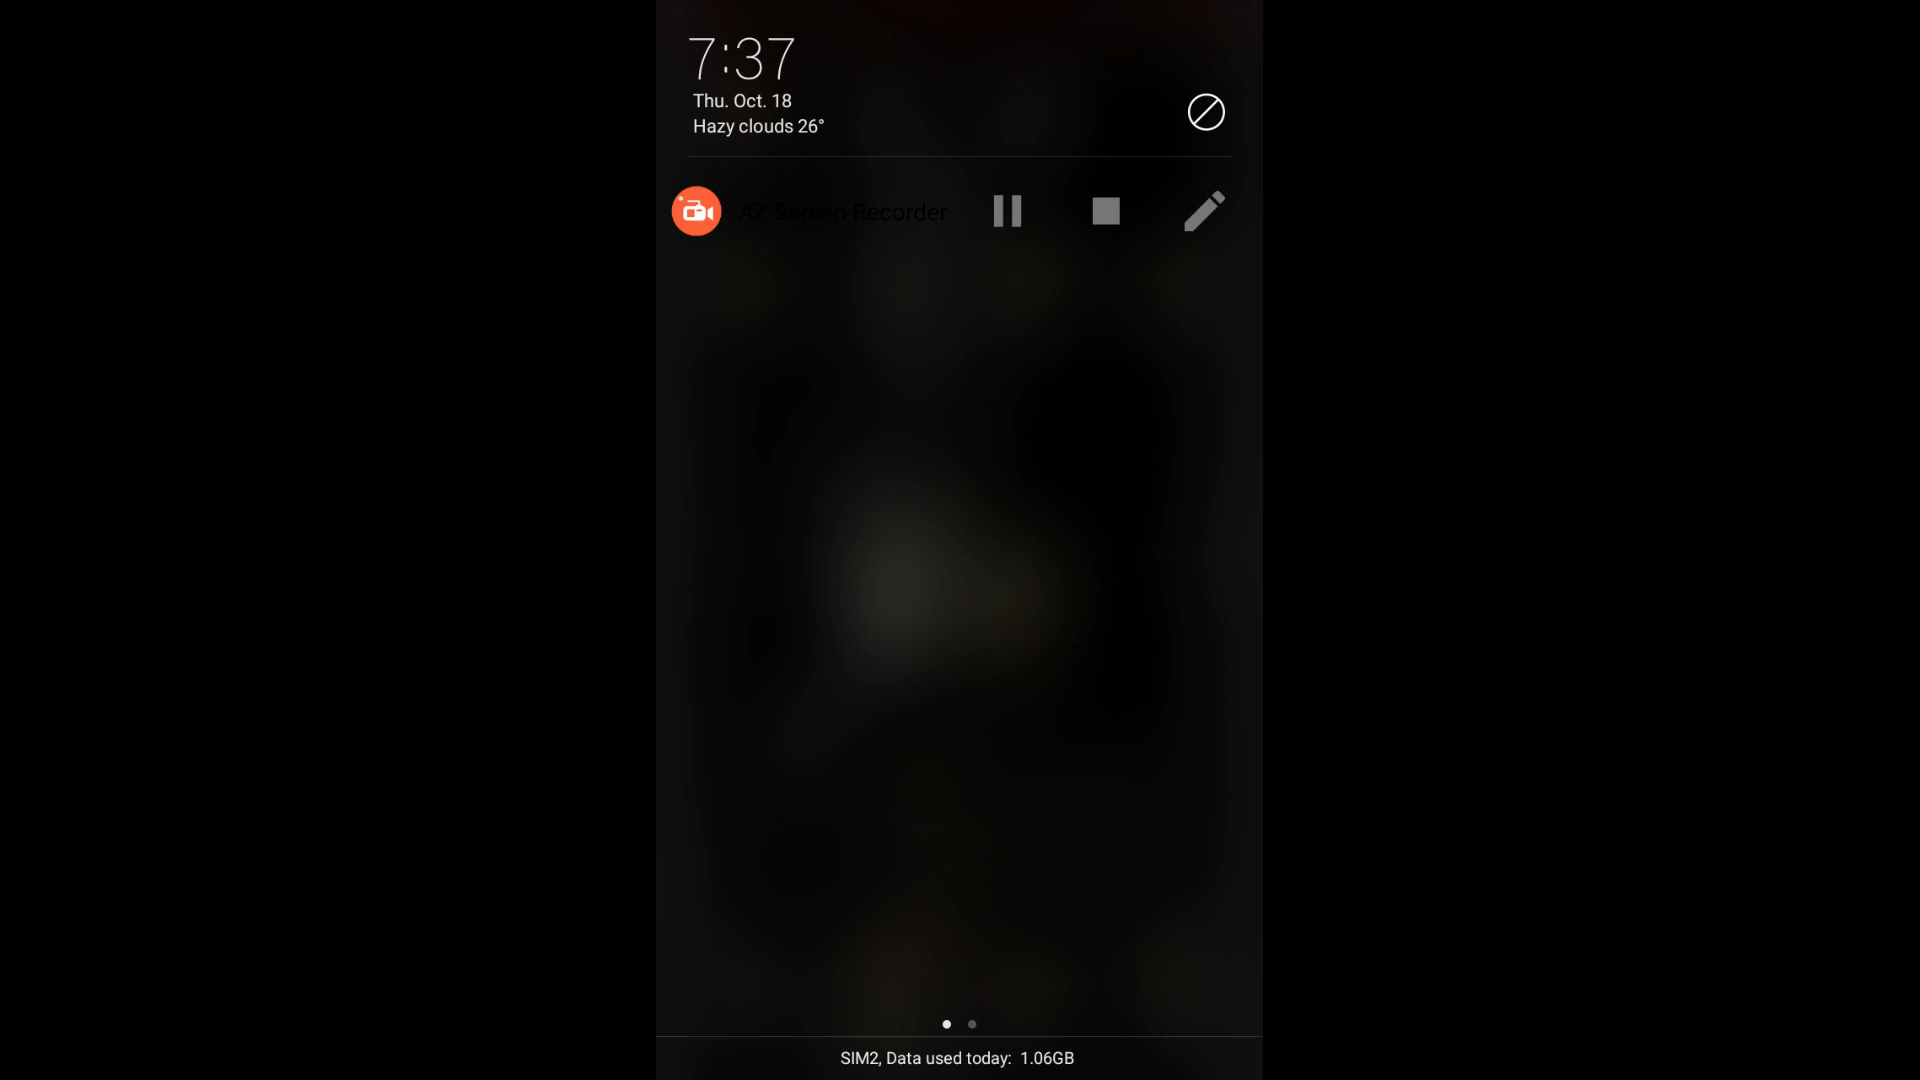 7:37
Thu. Oct. 18
Hazy clouds 26°
AZ Screen Recorder
SIM2, Data used today: 1.06GB